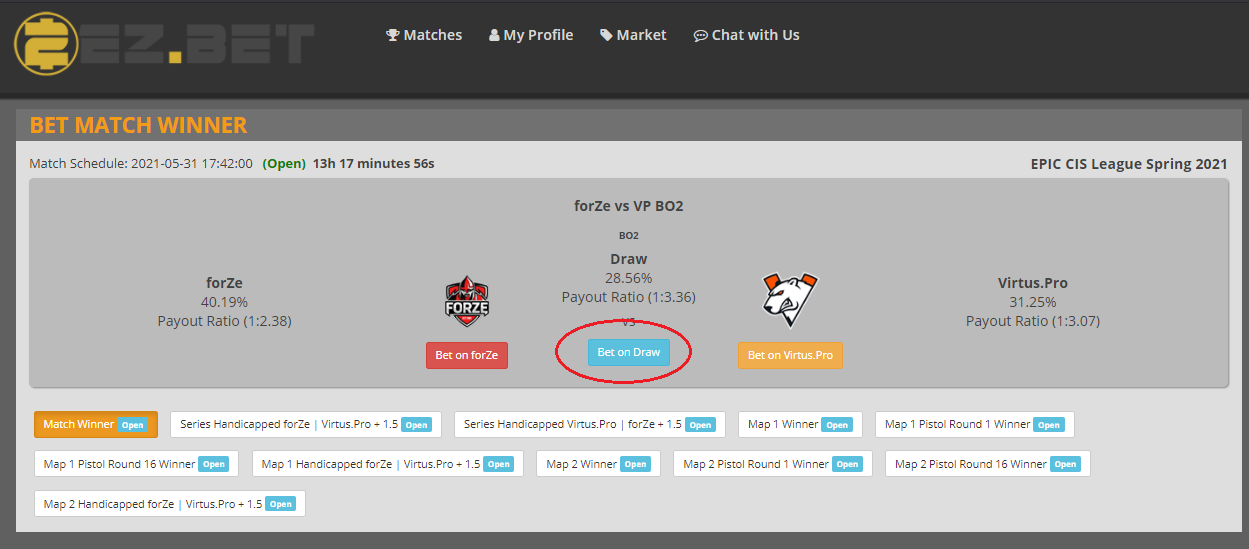 EZ.BET
Matches My Profile Market Chat with Us
BET MATCH WINNER
Match Schedule: 2021-05-31 17:42:00 (Open) 13h 17 minutes 56s
EPIC CIS League Spring 2021
forZe vs VP BO2
BO2
forZe
40.19%
Payout Ratio (1:2.38)
FORZE
Draw
28.56%
Payout Ratio (1:3.36)
VS
Virtus.Pro
31.25%
Payout Ratio (1:3.07)
Bet on forZe
Bet on Draw
Bet on Virtus.Pro
Match Winner Open
Series Handicapped forZe | Virtus.Pro + 1.5 Open
Series Handicapped Virtus.Pro | forZe + 1.5 Open
Map 1 Winner Open
Map 1 Pistol Round 1 Winner Open
Map 1 Pistol Round 16 Winner Open
Map 1 Handicapped forZe | Virtus.Pro + 1.5 Open
Map 2 Winner Open
Map 2 Pistol Round 1 Winner Open
Map 2 Pistol Round 16 Winner Open
Map 2 Handicapped forZe | Virtus.Pro + 1.5 Open